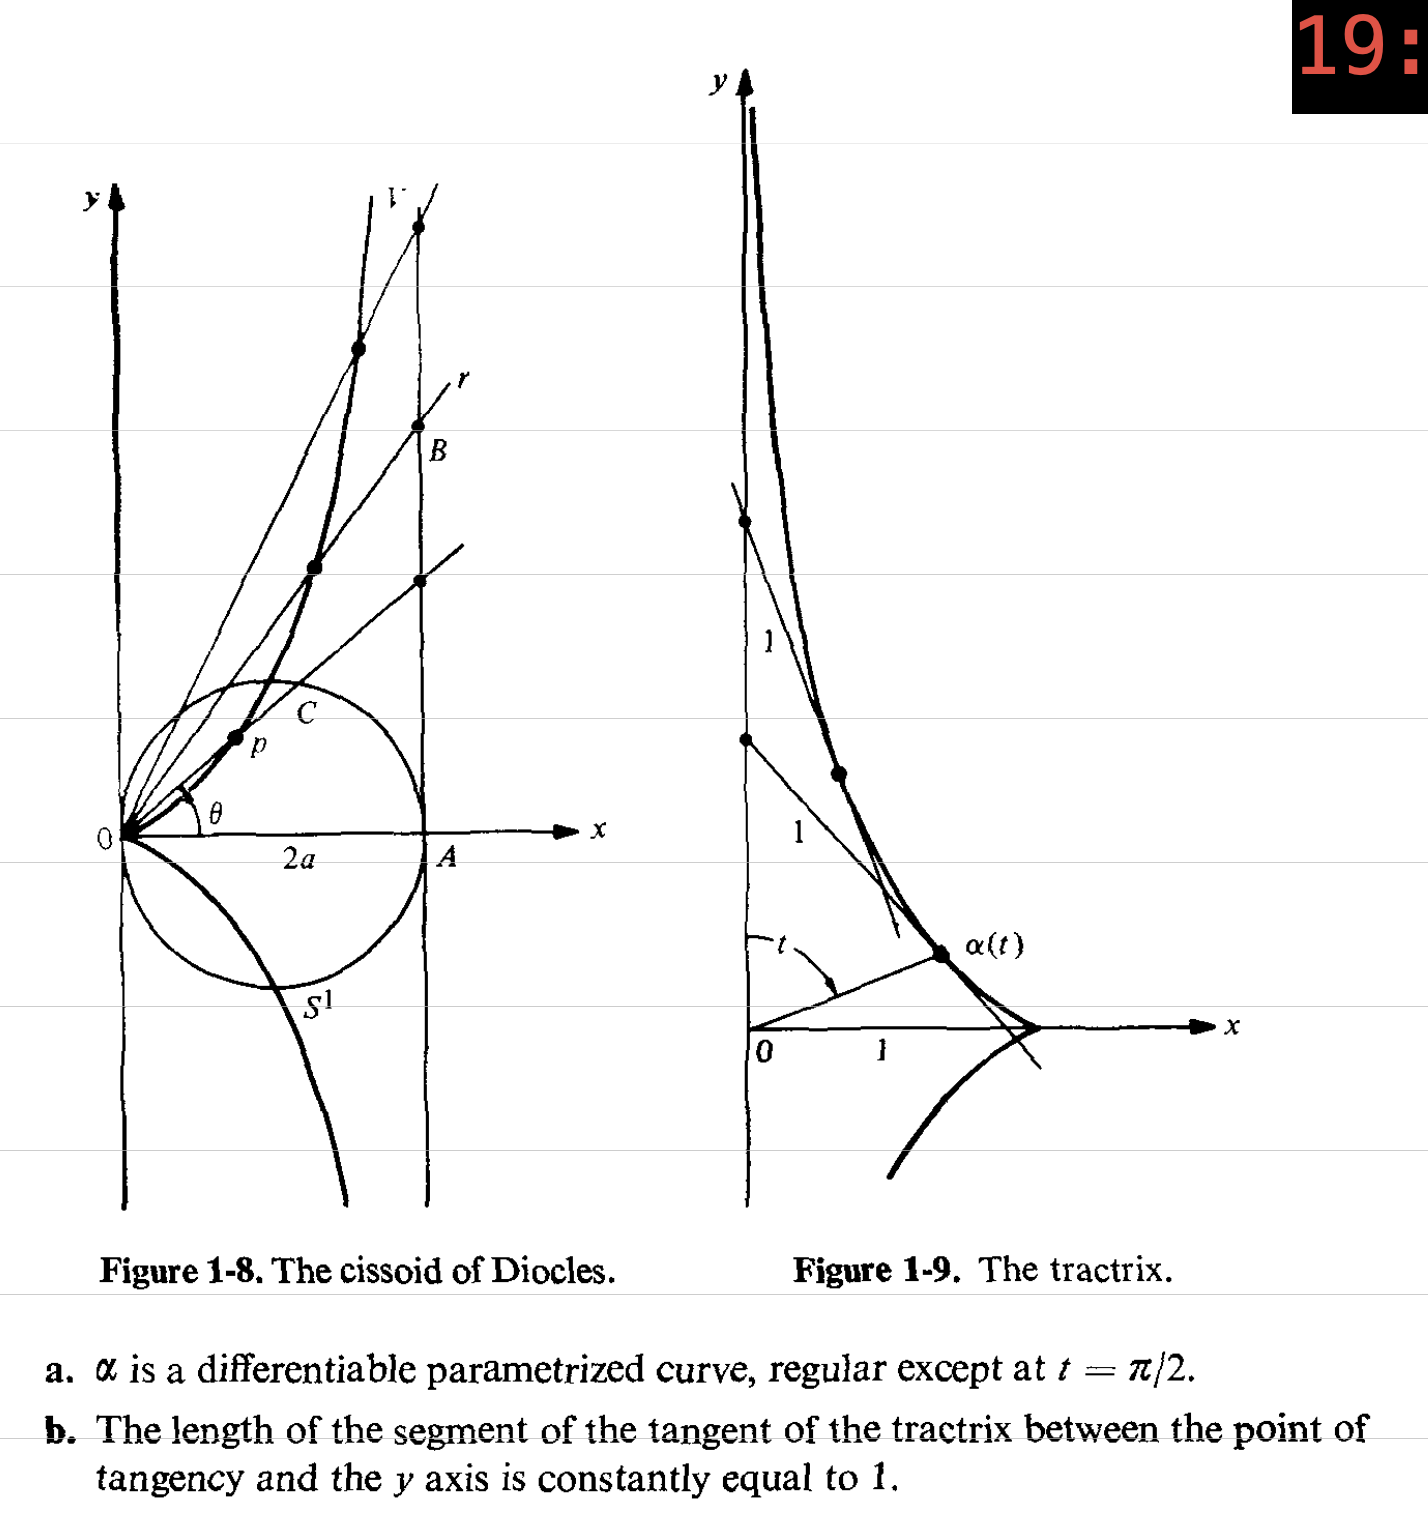 19:
y
y
V
r
B
1
C
p
θ
1
0
2a
A
x
t
α(t)
S¹
x
0
1
Figure 1-8. The cissoid of Diocles.
Figure 1-9. The tractrix.
a. α is a differentiable parametrized curve, regular except at t = π/2.
b. The length of the segment of the tangent of the tractrix between the point of
tangency and the y axis is constantly equal to 1.